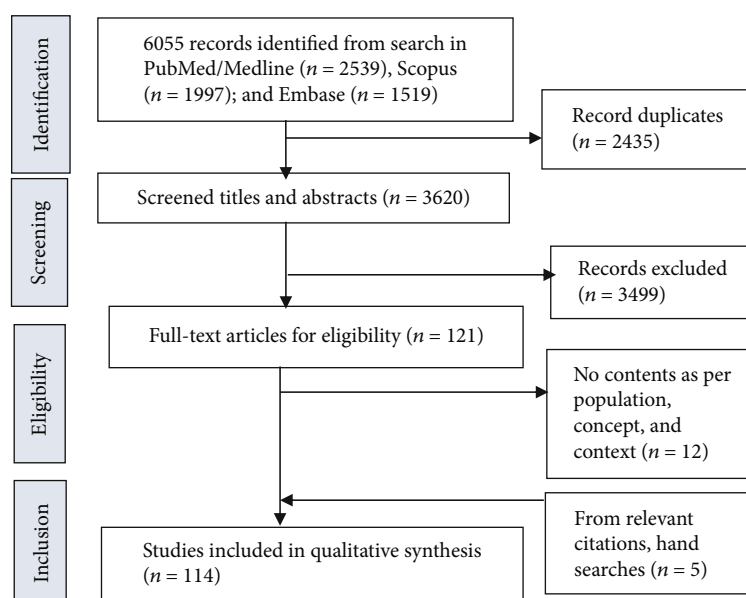 Identification
6055 records identified from search in
PubMed/Medline (n = 2539), Scopus
(n = 1997); and Embase (n = 1519)
Record duplicates
(n = 2435)
Screening
Screened titles and abstracts (n = 3620)
Records excluded
(n = 3499)
Eligibility
Full-text articles for eligibility (n = 121)
No contents as per
population,
concept, and
context (n = 12)
Inclusion
From relevant
citations, hand
searches (n = 5)
Studies included in qualitative synthesis
(n = 114)